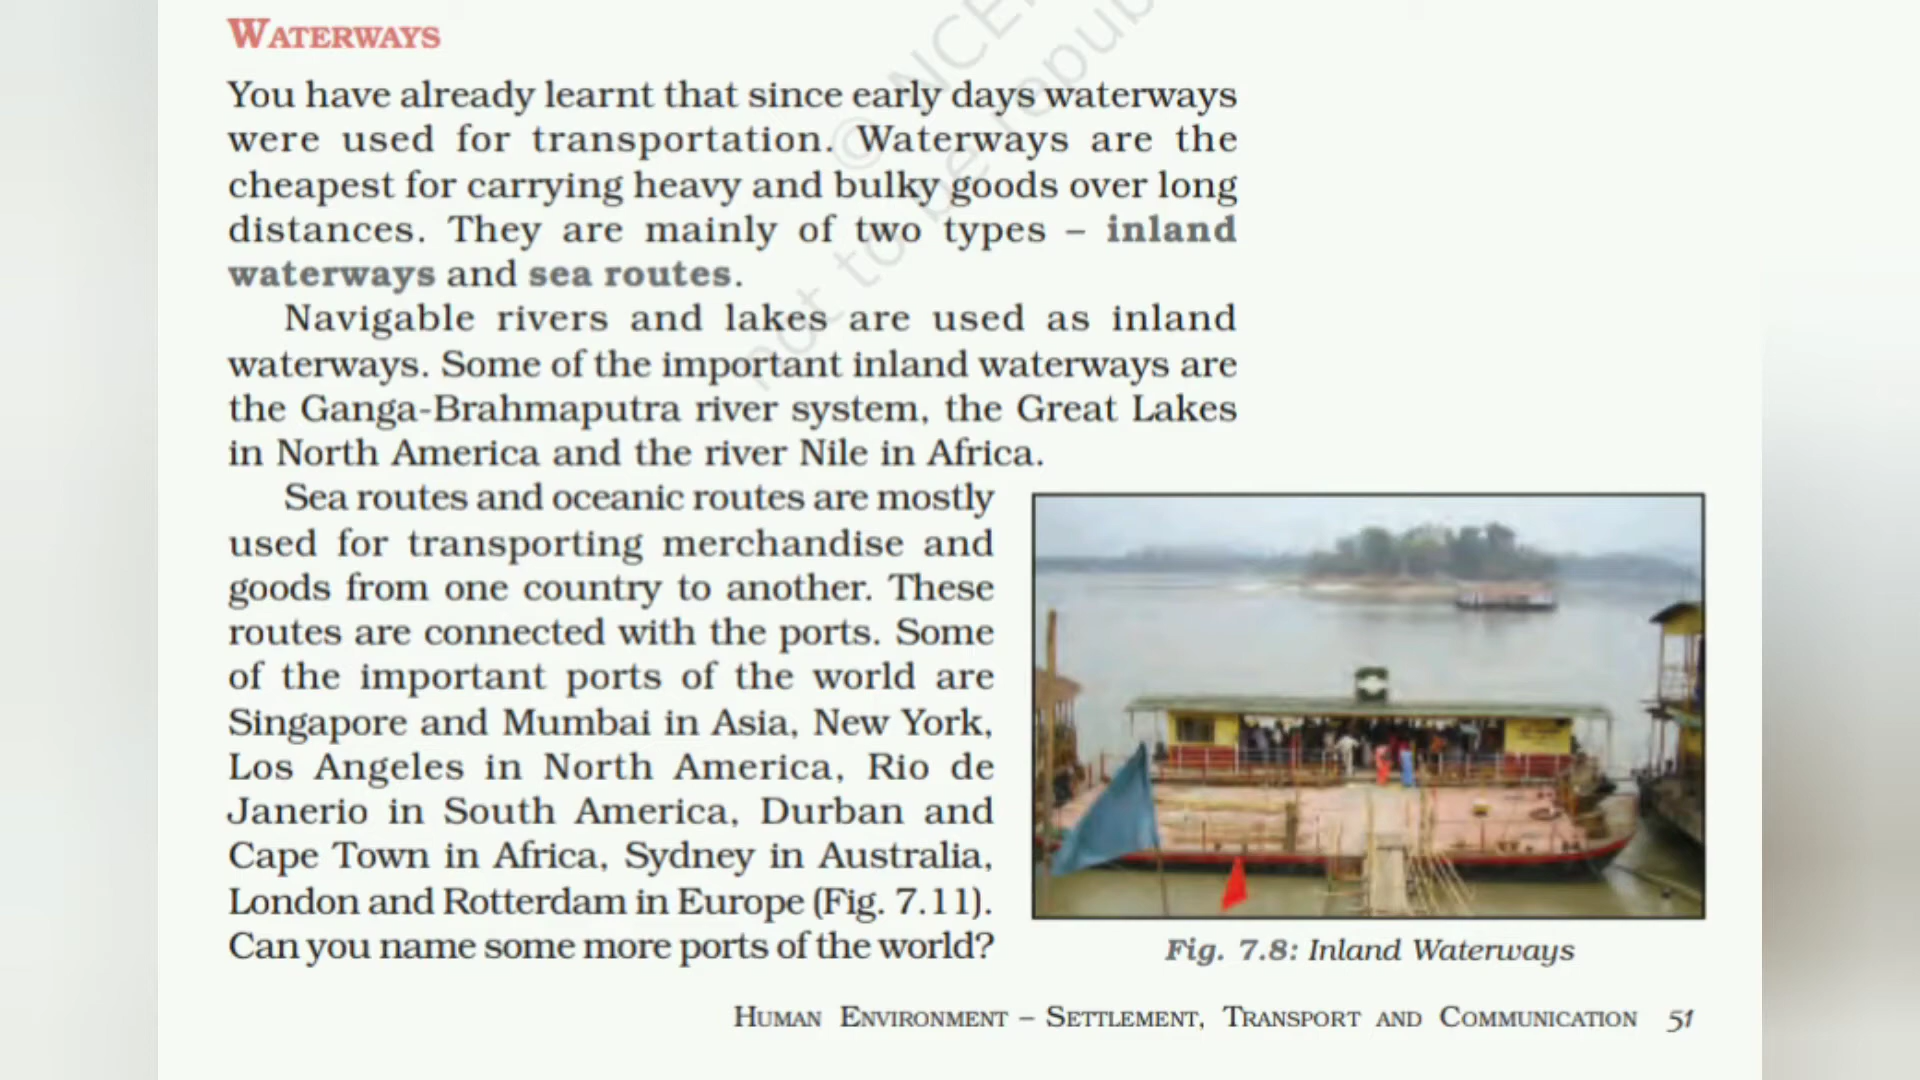 WATERWAYS
You have already learnt that since early days waterways
were used for transportation. Waterways are the
cheapest for carrying heavy and bulky goods over long
distances. They are mainly of two types – inland
waterways and sea routes.
Navigable rivers and lakes are used as inland
waterways. Some of the important inland waterways are
the Ganga-Brahmaputra river system, the Great Lakes
in North America and the river Nile in Africa.
Sea routes and oceanic routes are mostly
used for transporting merchandise and
goods from one country to another. These
routes are connected with the ports. Some
of the important ports of the world are
Singapore and Mumbai in Asia, New York,
Los Angeles in North America, Rio de
Janerio in South America, Durban and
Cape Town in Africa, Sydney in Australia,
London and Rotterdam in Europe (Fig. 7.11).
Can you name some more ports of the world?
Fig. 7.8: Inland Waterways
HUMAN ENVIRONMENT – SETTLEMENT, TRANSPORT AND COMMUNICATION 51
© NCE
not to be repub